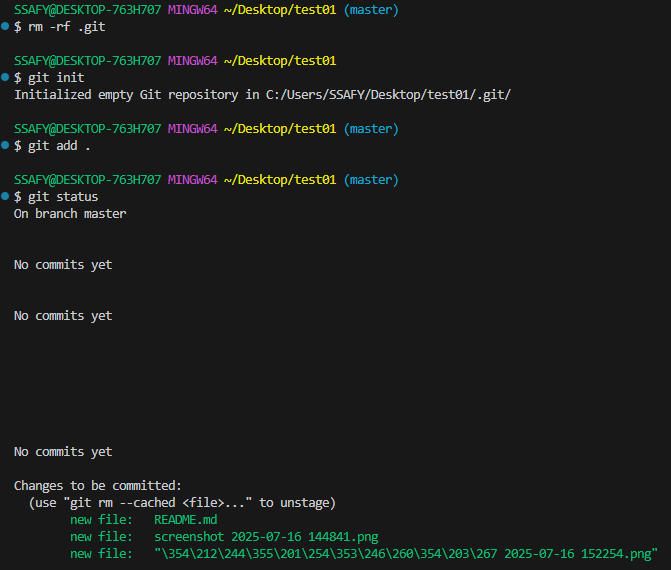 SSAFY@DESKTOP-763H707 MINGW64 ~/Desktop/test01 (master)
$ rm -rf .git
SSAFY@DESKTOP-763H707 MINGW64 ~/Desktop/test01
$ git init
Initialized empty Git repository in C:/Users/SSAFY/Desktop/test01/.git/
SSAFY@DESKTOP-763H707 MINGW64 ~/Desktop/test01 (master)
$ git add .
SSAFY@DESKTOP-763H707 MINGW64 ~/Desktop/test01 (master)
$ git status
On branch master
No commits yet
No commits yet
No commits yet
Changes to be committed:
(use "git rm --cached <file>..." to unstage)
new file: README.md
new file: screenshot 2025-07-16 144841.png
new file: "\354\212\244\355\201\254\353\246\260\354\203\267 2025-07-16 152254.png"